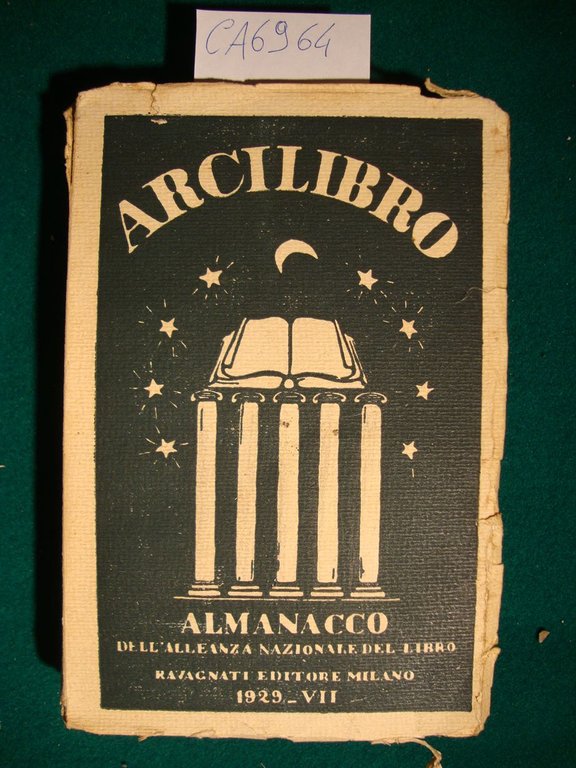 CA6964
ARCILIBRO
ALMANACCO
DELL'ALLEANZA NAZIONALE DEL LIBRO
RAVAGNATI EDITORE MILANO
1929_VII